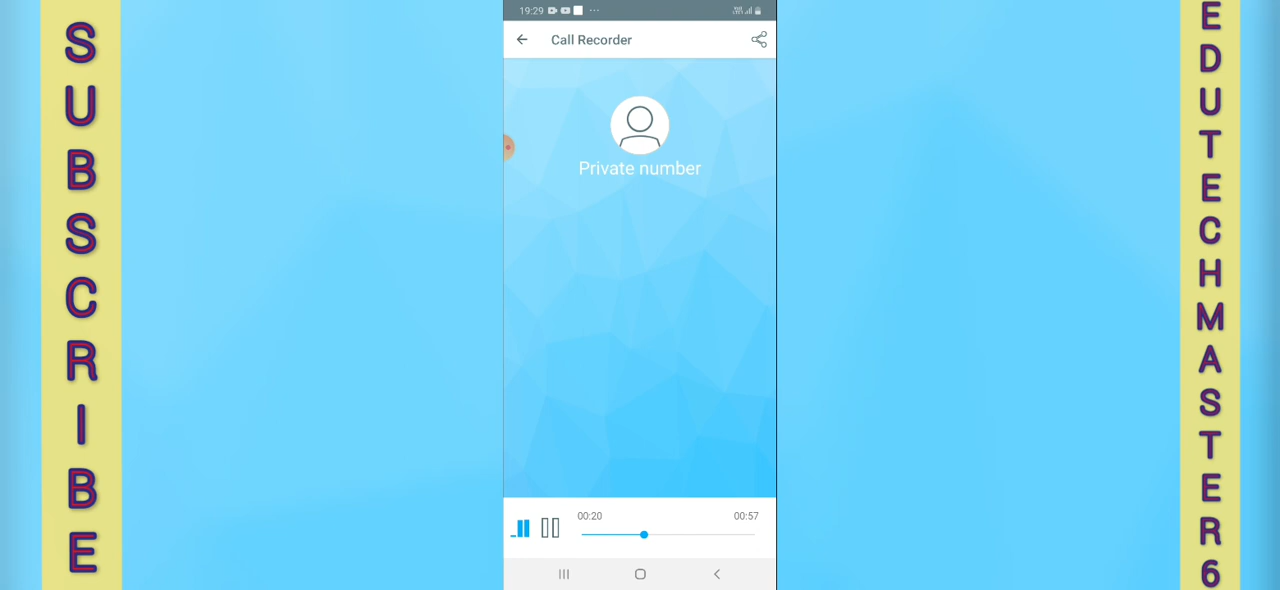 SUBSCRIBE
19:29
Call Recorder
Private number
00:20
00:57
EDUTECHMASTER6